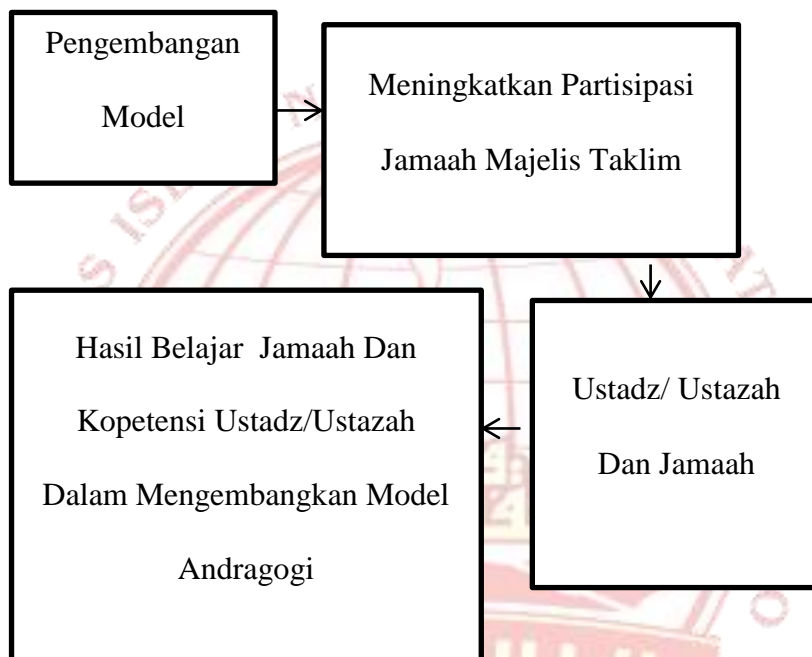 Pengembangan
Model
Meningkatkan Partisipasi
Jamaah Majelis Taklim
Ustadz/ Ustazah
Dan Jamaah
Hasil Belajar Jamaah Dan
Kopetensi Ustadz/Ustazah
Dalam Mengembangkan Model
Andragogi